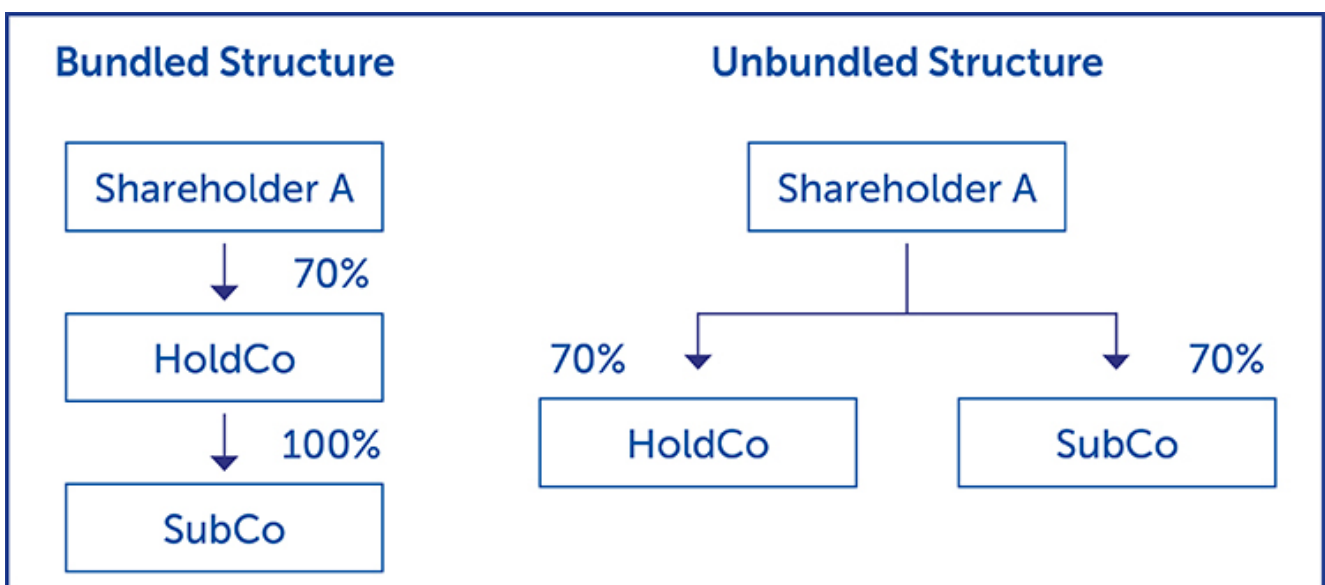 Bundled Structure
Shareholder A
70%
HoldCo
100%
SubCo
Unbundled Structure
Shareholder A
70%
70%
HoldCo
SubCo